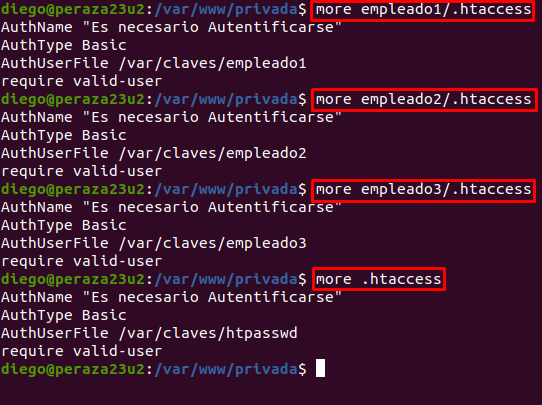 diego@peraza23u2:/var/www/privada$ more empleado1/.htaccess
AuthName "Es necesario Autentificarse"
AuthType Basic
AuthUserFile /var/claves/empleado1
require valid-user
diego@peraza23u2:/var/www/privada$ more empleado2/.htaccess
AuthName "Es necesario Autentificarse"
AuthType Basic
AuthUserFile /var/claves/empleado2
require valid-user
diego@peraza23u2:/var/www/privada$ more empleado3/.htaccess
AuthName "Es necesario Autentificarse"
AuthType Basic
AuthUserFile /var/claves/empleado3
require valid-user
diego@peraza23u2:/var/www/privada$ more .htaccess
AuthName "Es necesario Autentificarse"
AuthType Basic
AuthUserFile /var/claves/htpasswd
require valid-user
diego@peraza23u2:/var/www/privada$